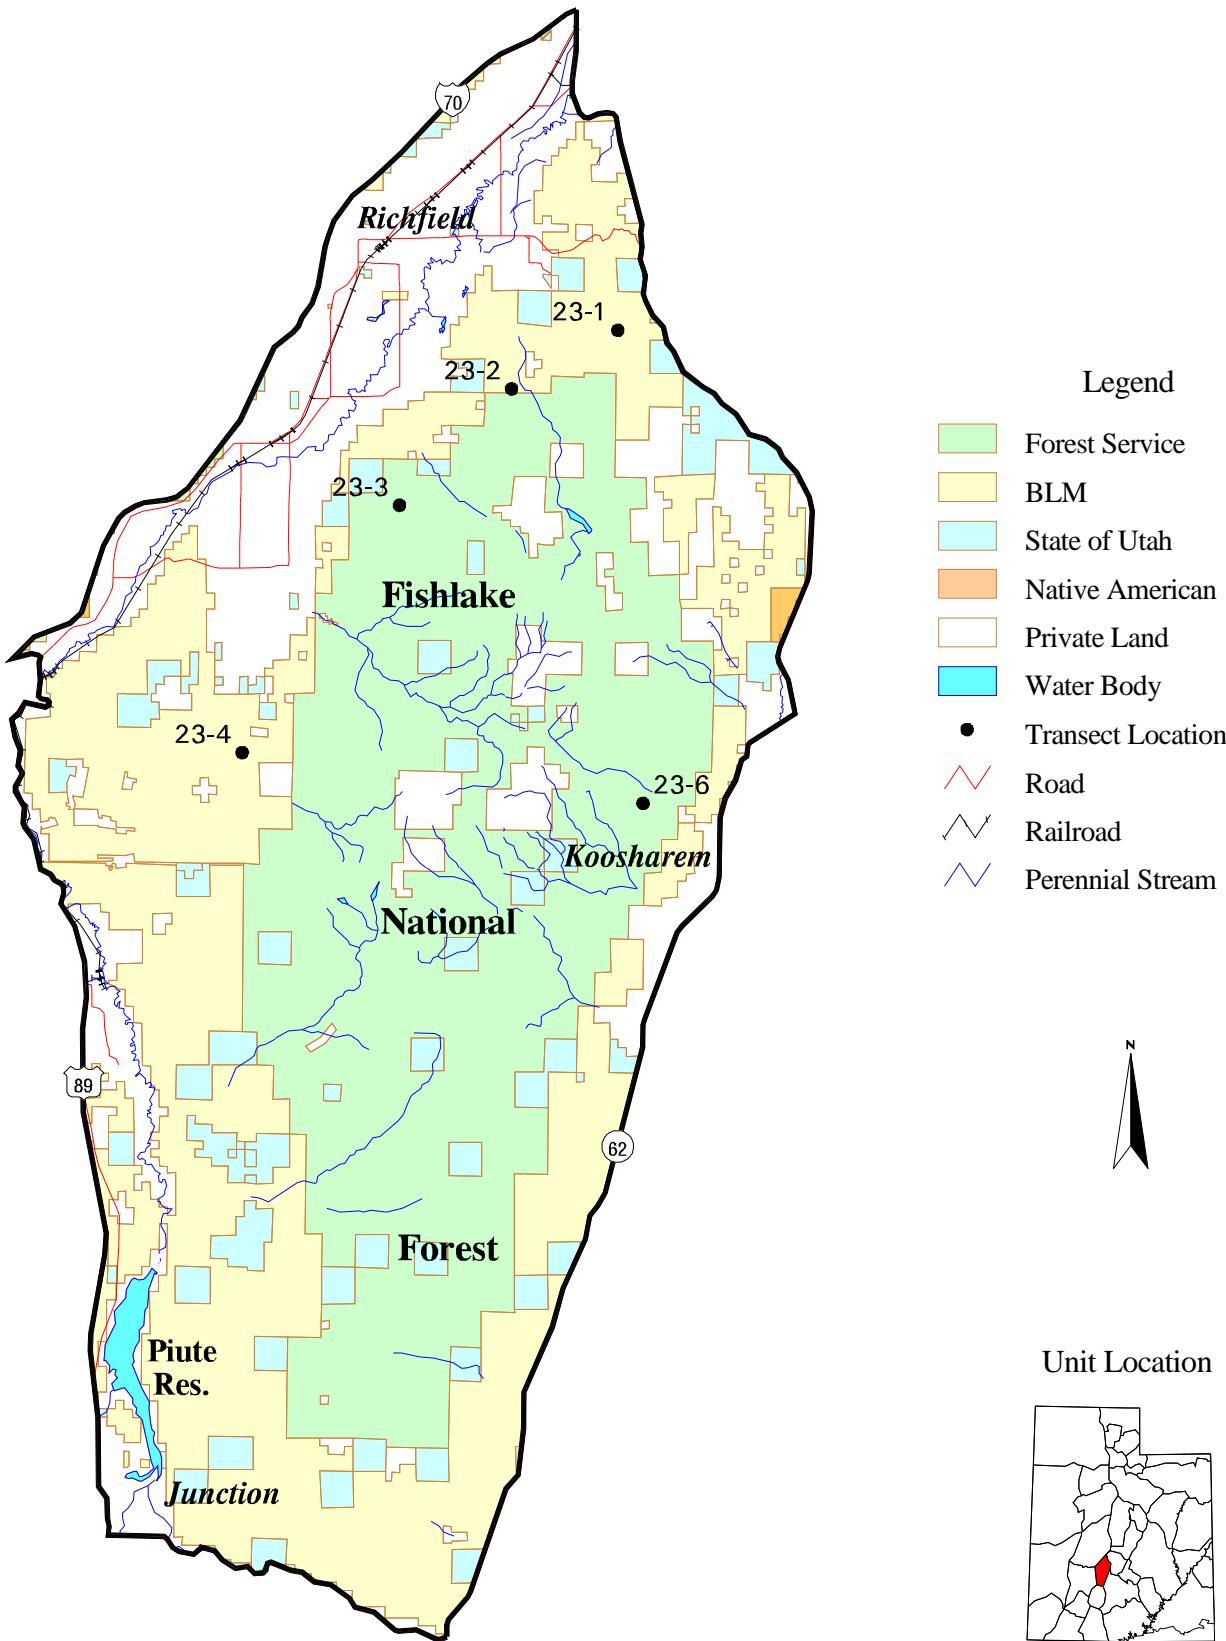 70
Richfield
23-1
23-2
23-3
Fishlake
23-4
23-6
Koosharem
National
89
62
Forest
Piute
Res.
Junction
Legend
Forest Service
BLM
State of Utah
Native American
Private Land
Water Body
Transect Location
Road
Railroad
Perennial Stream
N
Unit Location